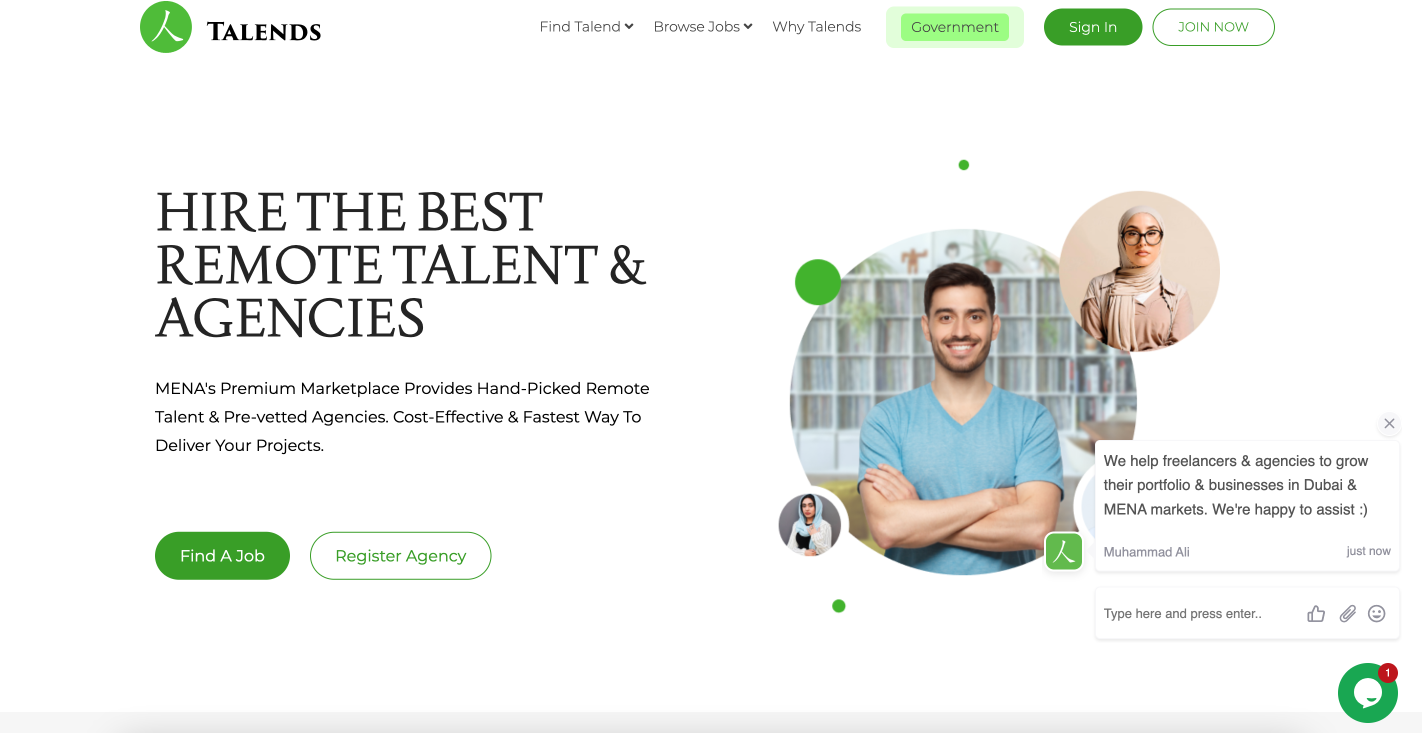 人 TALENDS
Find Talend Browse Jobs Why Talends Government Sign In JOIN NOW
HIRE THE BEST
REMOTE TALENT &
AGENCIES
MENA's Premium Marketplace Provides Hand-Picked Remote
Talent & Pre-vetted Agencies. Cost-Effective & Fastest Way To
Deliver Your Projects.
Find A Job Register Agency
We help freelancers & agencies to grow
their portfolio & businesses in Dubai &
MENA markets. We're happy to assist :)
Muhammad Ali just now
人
Type here and press enter..
1